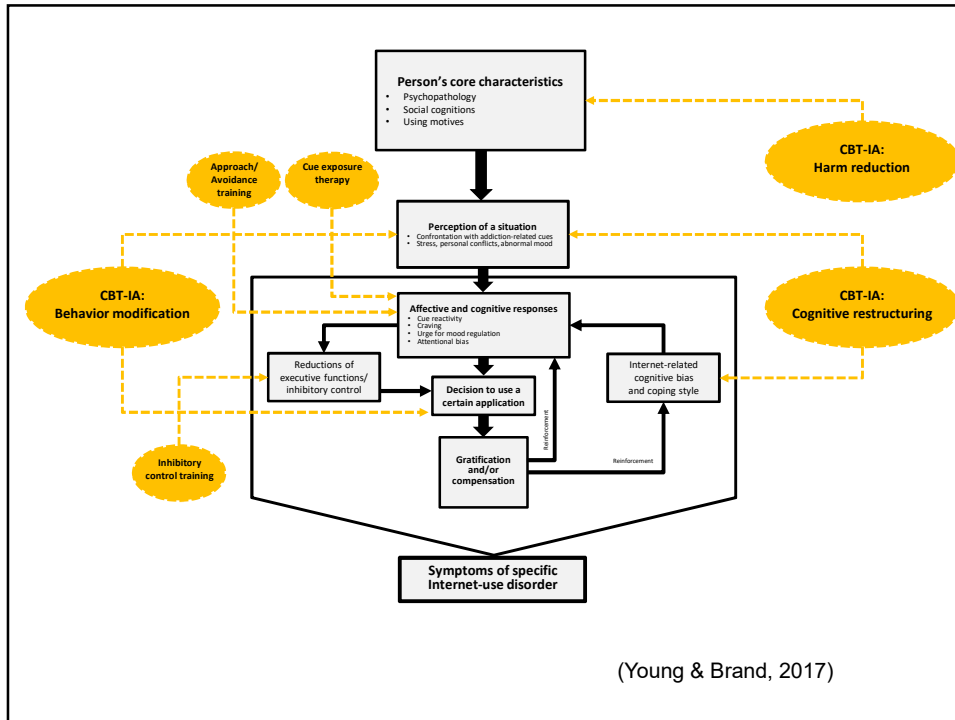 Person's core characteristics
• Psychopathology
• Social cognitions
• Using motives
CBT-IA:
Harm reduction
Approach/
Avoidance
training
Cue exposure
therapy
Perception of a situation
• Confrontation with addiction-related cues
• Stress, personal conflicts, abnormal mood
CBT-IA:
Behavior modification
CBT-IA:
Cognitive restructuring
Affective and cognitive responses
• Cue reactivity
• Craving
• Urge for mood regulation
• Attentional bias
Reductions of
executive functions/
inhibitory control
Internet-related
cognitive bias
and coping style
Decision to use a
certain application
Reinforcement
Gratification
and/or
compensation
Reinforcement
Inhibitory
control training
Symptoms of specific
Internet-use disorder
(Young & Brand, 2017)